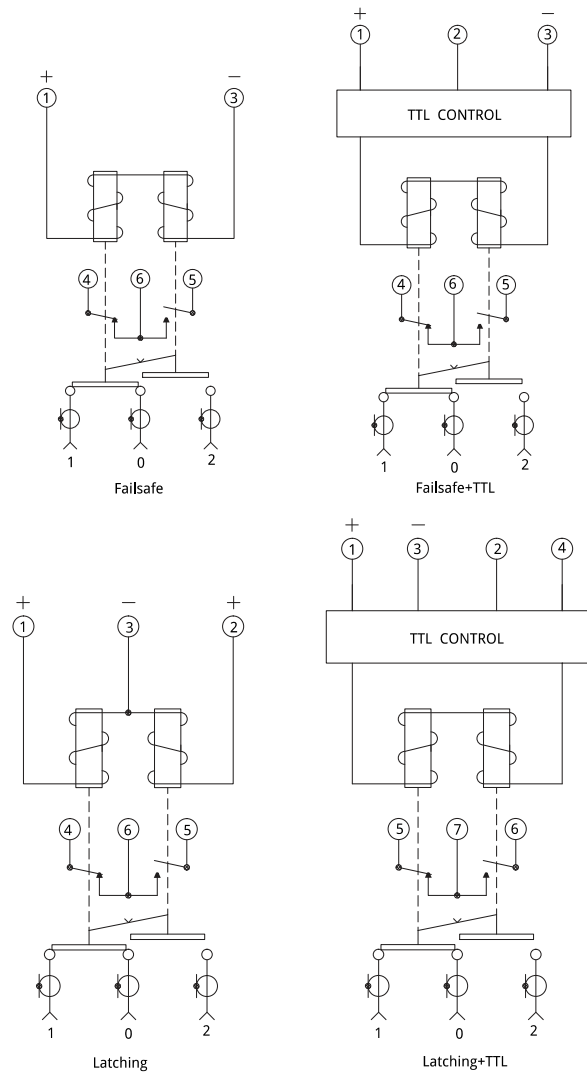 + −
1 3
4 6 5
1 0 2
Failsafe
+ −
1 2 3
TTL CONTROL
4 6 5
1 0 2
Failsafe+TTL
+ − +
1 3 2
4 6 5
1 0 2
Latching
+ −
1 3 2 4
TTL CONTROL
5 7 6
1 0 2
Latching+TTL